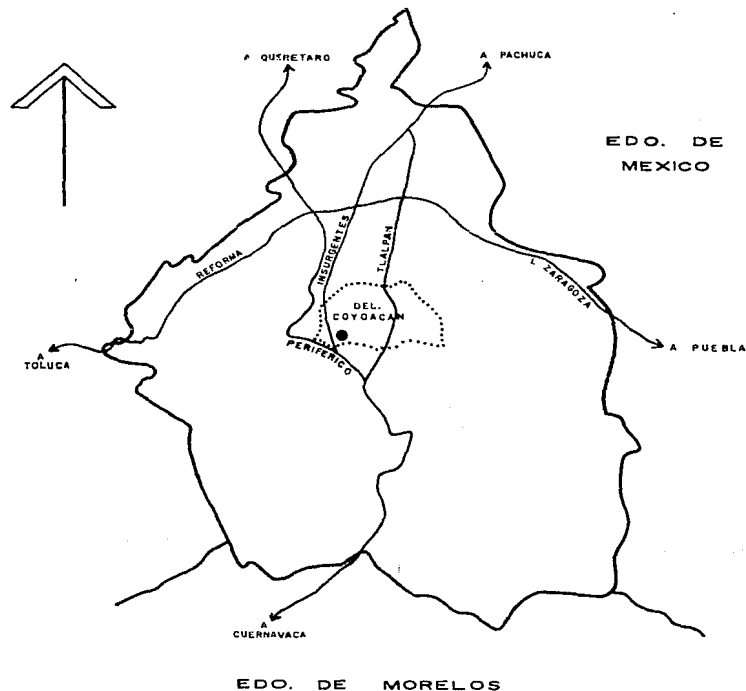 A QUERETARO
A PACHUCA
EDO. DE
MEXICO
REFORMA
INSURGENTES
TLALPAN
L. ZARAGOZA
DEL.
COYOACAN
PERIFERICO
A
TOLUCA
A PUEBLA
A
CUERNAVACA
EDO. DE MORELOS